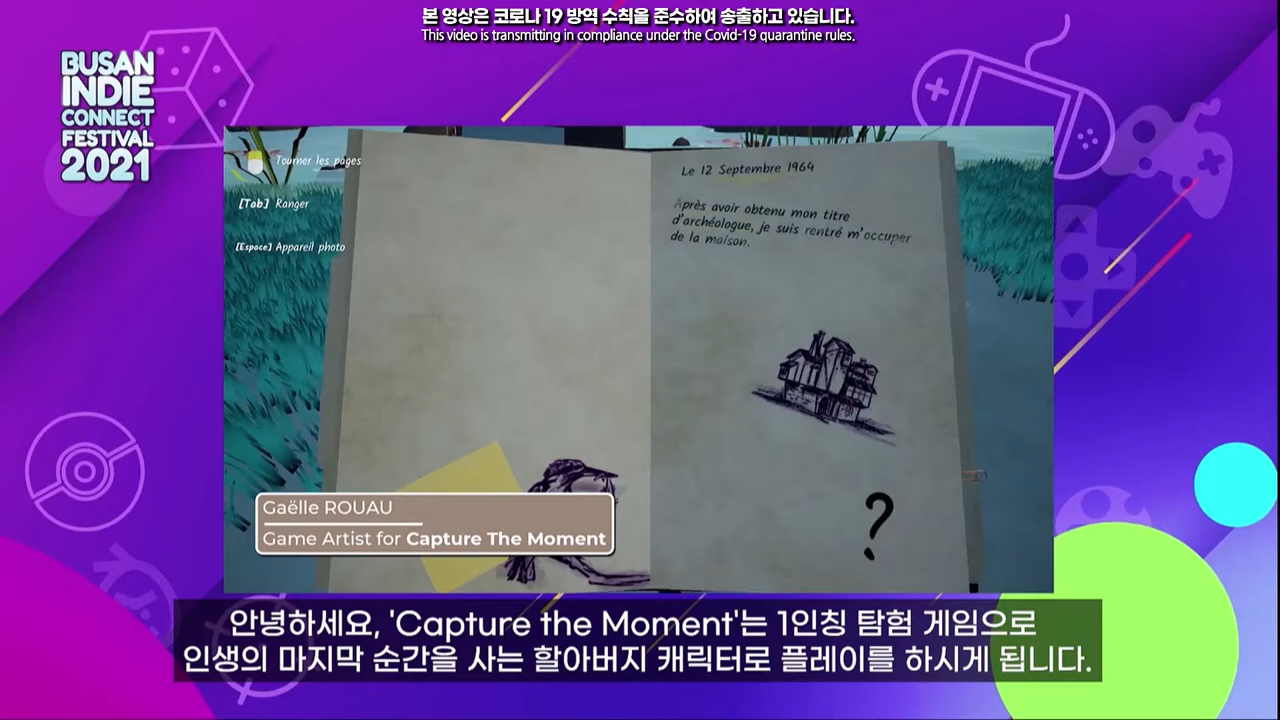 본 영상은 코로나 19 방역 수칙을 준수하여 송출하고 있습니다.
This video is transmitting in compliance under the Covid-19 quarantine rules.
BUSAN
INDIE
CONNECT
FESTIVAL
2021
Tourner les pages
[Tab] Ranger
[Espace] Appareil photo
Le 12 Septembre 1964
Après avoir obtenu mon titre
d'archéologue, je suis rentré m'occuper
de la maison.
?
Gaëlle ROUAU
Game Artist for Capture The Moment
안녕하세요, 'Capture the Moment'는 1인칭 탐험 게임으로
인생의 마지막 순간을 사는 할아버지 캐릭터로 플레이를 하시게 됩니다.